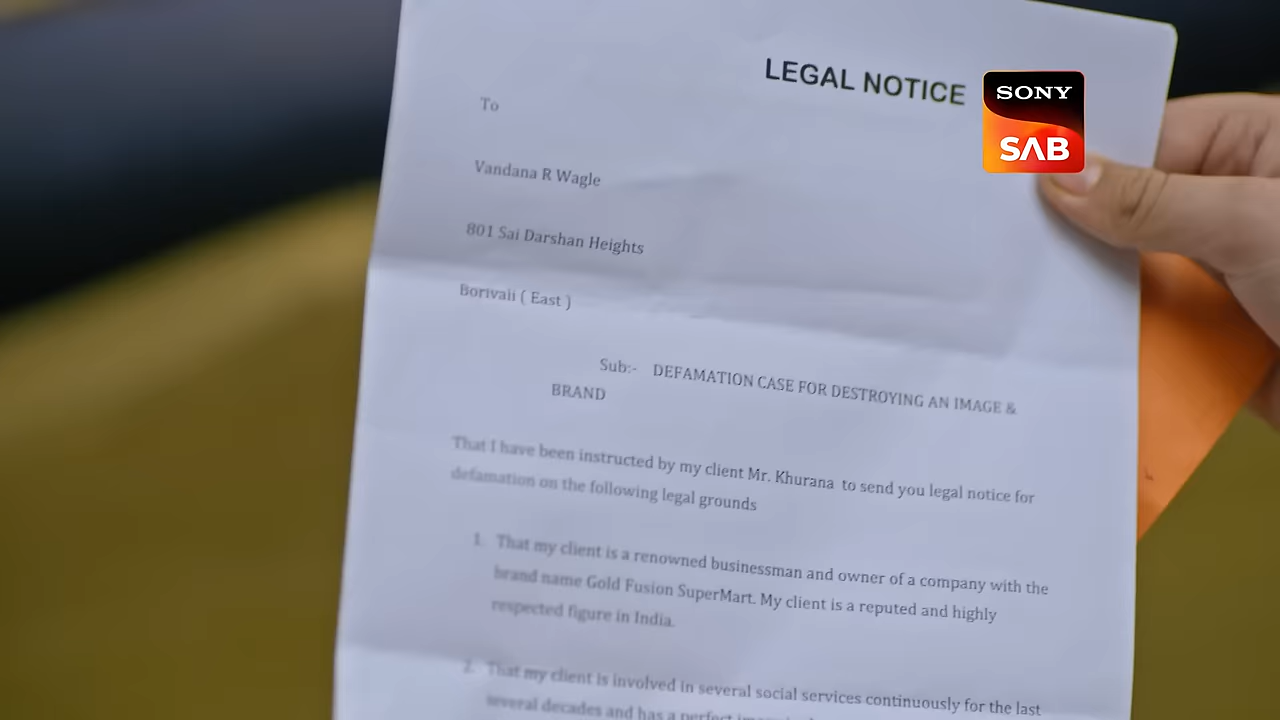 LEGAL NOTICE
SONY
SAB
To
Vandana R Wagle
801 Sai Darshan Heights
Borivali ( East )
Sub:- DEFAMATION CASE FOR DESTROYING AN IMAGE &
BRAND
That I have been instructed by my client Mr. Khurana to send you legal notice for
defamation on the following legal grounds
1. That my client is a renowned businessman and owner of a company with the
brand name Gold Fusion SuperMart. My client is a reputed and highly
respected figure in India.
2. That my client is involved in several social services continuously for the last
several decades and has a perfect